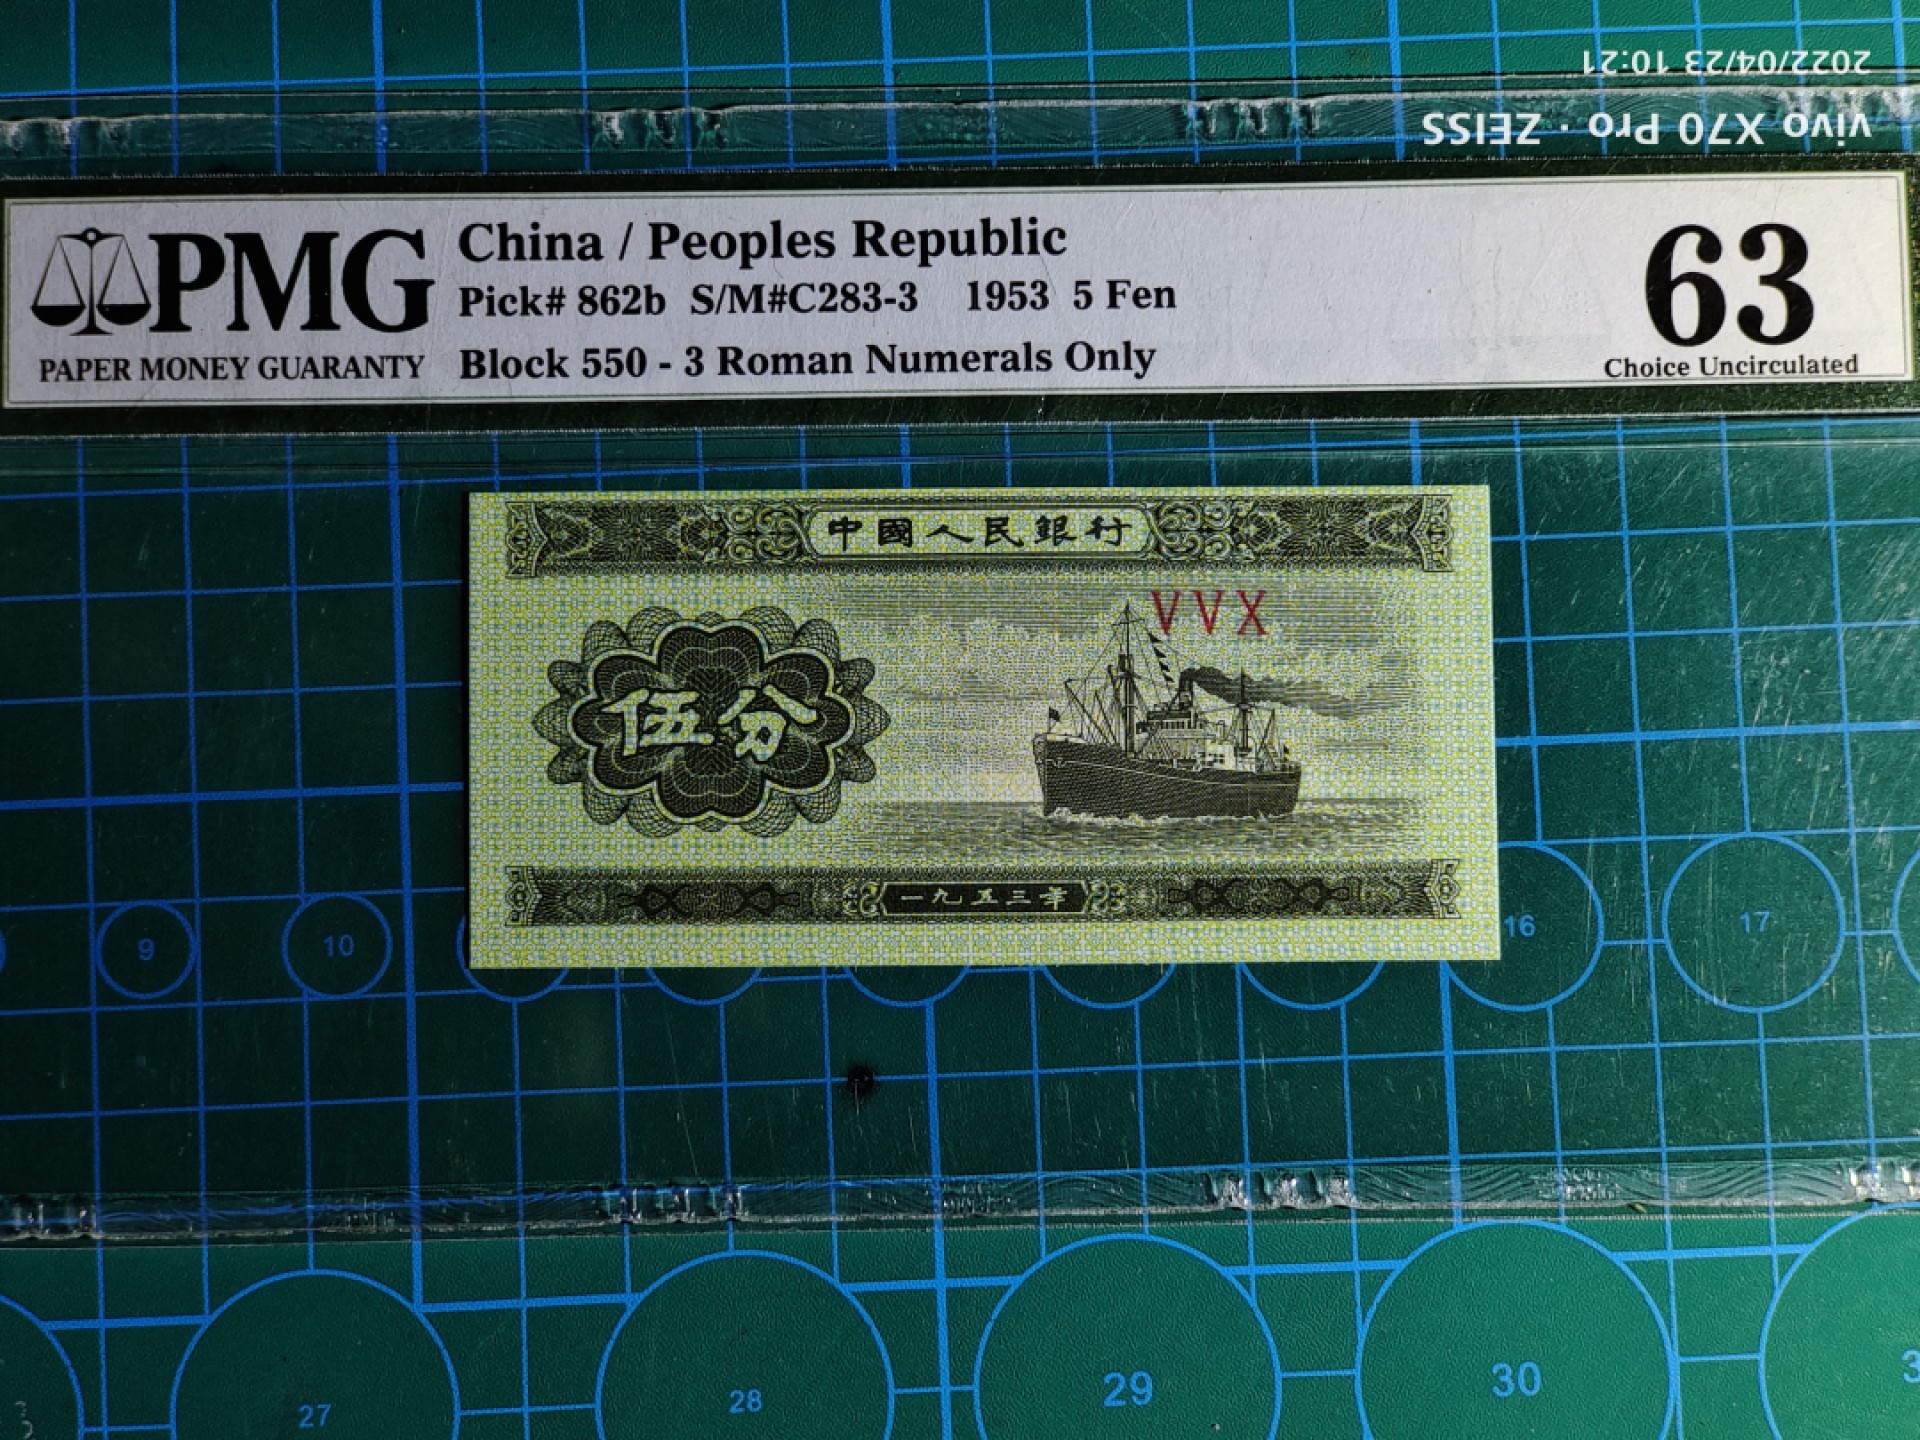 2022/04/23 10:21
vivo X70 Pro · ZEISS
PMG
PAPER MONEY GUARANTY
China / Peoples Republic
Pick# 862b S/M#C283-3 1953 5 Fen
Block 550 - 3 Roman Numerals Only
63
Choice Uncirculated
中國人民銀行
VVX
伍分
一九五三年
9
10
16
17
27
28
29
30